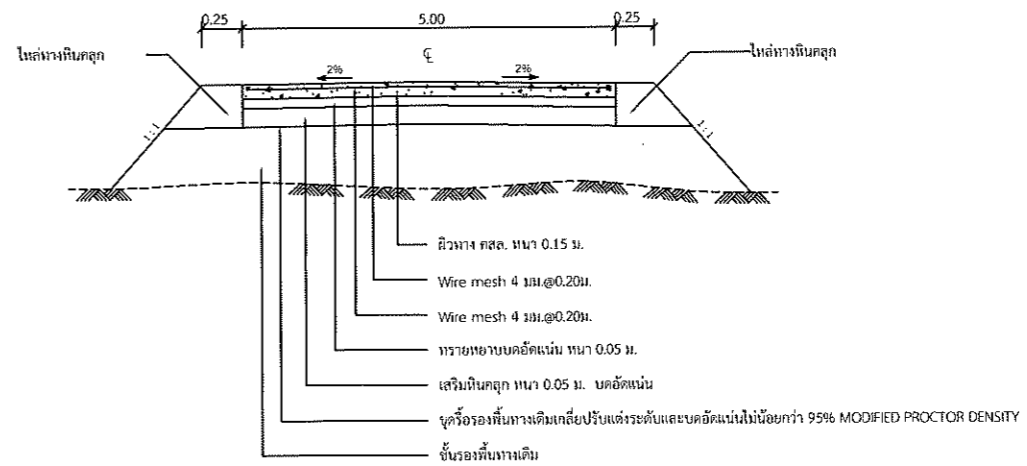 0.25 5.00 0.25
ไหล่ทางหินคลุก
℄
ไหล่ทางหินคลุก
2% 2%
1:1 1:1
ผิวทาง คสล. หนา 0.15 ม.
Wire mesh 4 มม.@0.20ม.
Wire mesh 4 มม.@0.20ม.
ทรายหยาบบดอัดแน่น หนา 0.05 ม.
เสริมหินคลุก หนา 0.05 ม. บดอัดแน่น
ขุดรื้อรองพื้นทางเดิมเกลี่ยปรับแต่งระดับและบดอัดแน่นไม่น้อยกว่า 95% MODIFIED PROCTOR DENSITY
ชั้นรองพื้นทางเดิม